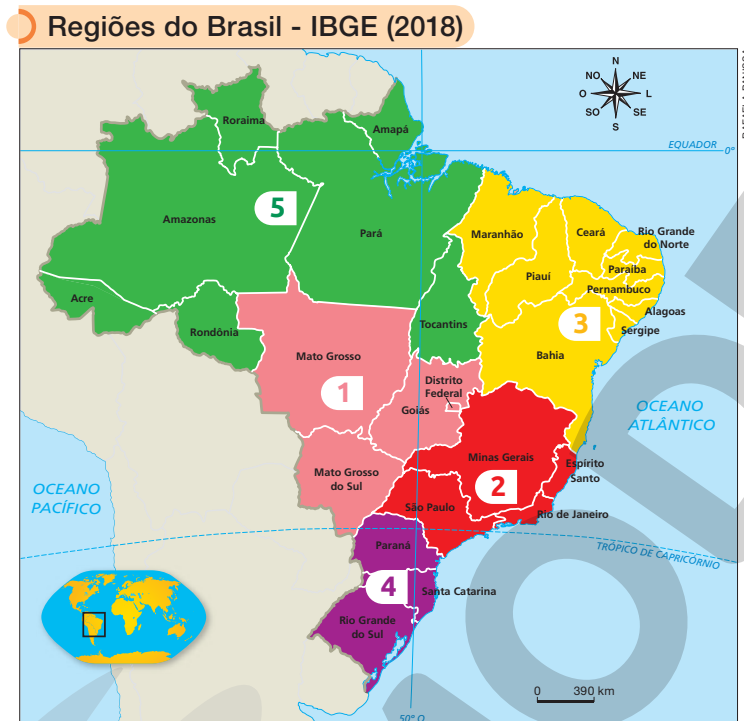 Regiões do Brasil - IBGE (2018)
N
NO
NE
O
L
SO
SE
S
Roraima
Amapá
EQUADOR
0°
Amazonas
5
Pará
Maranhão
Ceará
Rio Grande
do Norte
Piauí
Paraíba
Pernambuco
Acre
Rondônia
Tocantins
3
Alagoas
Sergipe
Mato Grosso
Bahia
1
Distrito
Federal
Goiás
OCEANO
ATLÂNTICO
Minas Gerais
Espírito
Santo
Mato Grosso
do Sul
2
OCEANO
PACÍFICO
São Paulo
Rio de Janeiro
Paraná
TRÓPICO DE CAPRICÓRNIO
4
Santa Catarina
Rio Grande
do Sul
0
390 km
50° O